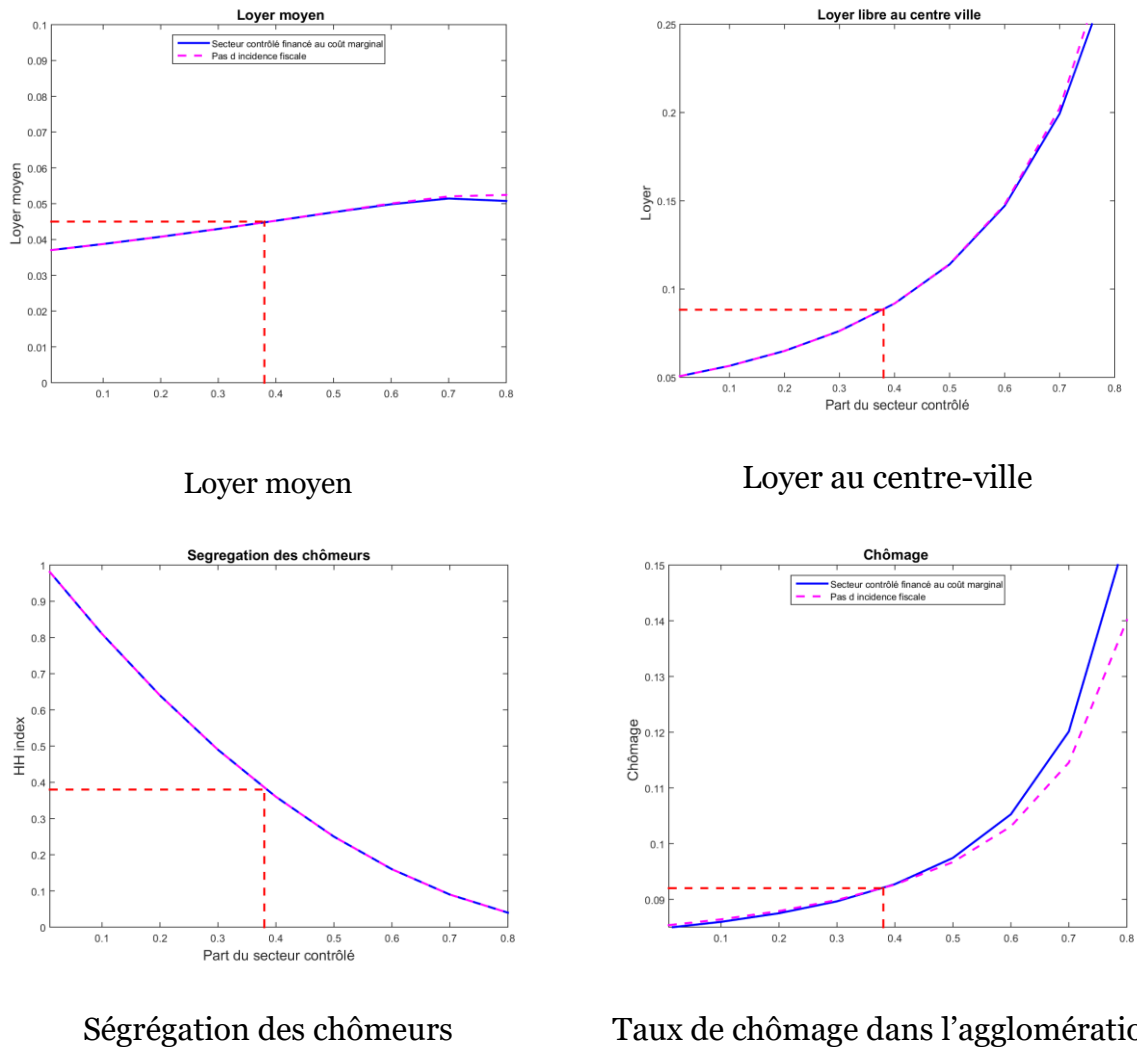 Loyer moyen
0.1
0.09
0.08
0.07
0.06
0.05
0.04
0.03
0.02
0.01
0
Loyer moyen
Secteur contrôlé financé au coût marginal
Pas d incidence fiscale
0.1 0.2 0.3 0.4 0.5 0.6 0.7 0.8
Loyer moyen
Loyer libre au centre ville
0.25
0.2
0.15
0.1
0.05
Loyer
0.1 0.2 0.3 0.4 0.5 0.6 0.7 0.8
Part du secteur contrôlé
Loyer au centre-ville
Segregation des chômeurs
1
0.9
0.8
0.7
0.6
0.5
0.4
0.3
0.2
0.1
0
HH index
0.1 0.2 0.3 0.4 0.5 0.6 0.7 0.8
Part du secteur contrôlé
Ségrégation des chômeurs
Chômage
0.15
0.14
0.13
0.12
0.11
0.1
0.09
Chômage
Secteur contrôlé financé au coût marginal
Pas d incidence fiscale
0.1 0.2 0.3 0.4 0.5 0.6 0.7 0.8
Taux de chômage dans l’agglomératio